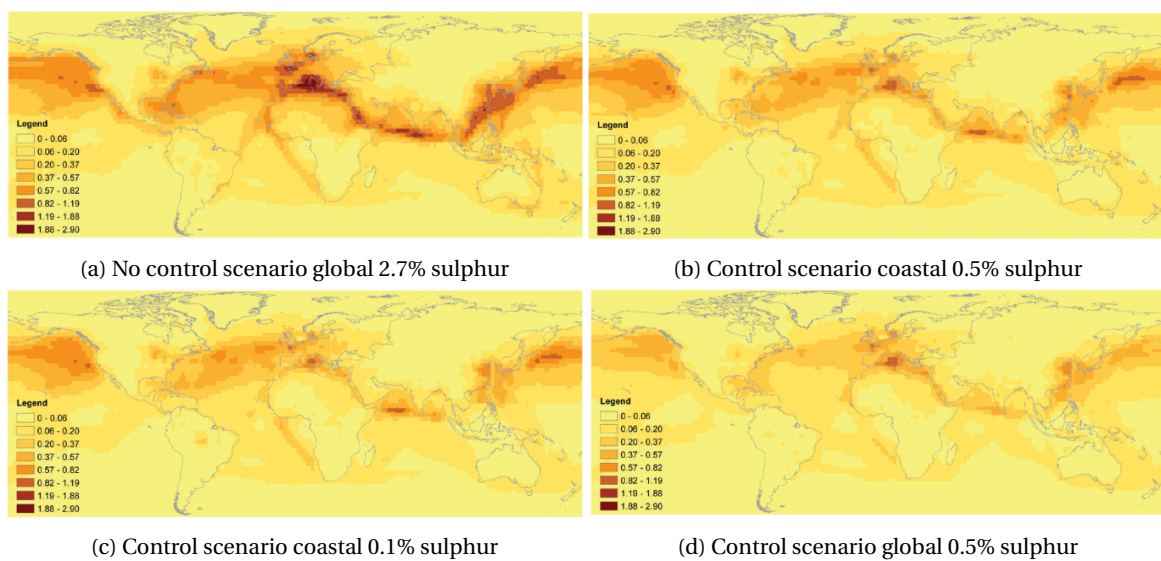 Legend
0 - 0.06
0.06 - 0.20
0.20 - 0.37
0.37 - 0.57
0.57 - 0.82
0.82 - 1.19
1.19 - 1.88
1.88 - 2.90
(a) No control scenario global 2.7% sulphur
Legend
0 - 0.06
0.06 - 0.20
0.20 - 0.37
0.37 - 0.57
0.57 - 0.82
0.82 - 1.19
1.19 - 1.88
1.88 - 2.90
(b) Control scenario coastal 0.5% sulphur
Legend
0 - 0.06
0.06 - 0.20
0.20 - 0.37
0.37 - 0.57
0.57 - 0.82
0.82 - 1.19
1.19 - 1.88
1.88 - 2.90
(c) Control scenario coastal 0.1% sulphur
Legend
0 - 0.06
0.06 - 0.20
0.20 - 0.37
0.37 - 0.57
0.57 - 0.82
0.82 - 1.19
1.19 - 1.88
1.88 - 2.90
(d) Control scenario global 0.5% sulphur